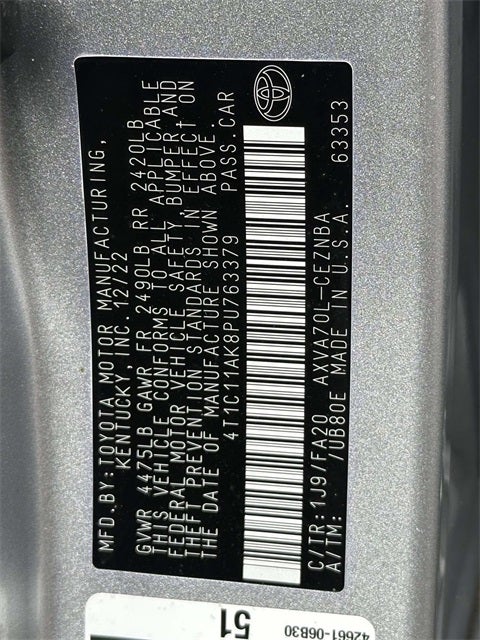 MFD.BY: TOYOTA MOTOR MANUFACTURING,
KENTUCKY, INC. 12/22
GVWR 4475LB GAWR FR 2490LB RR 2420LB
THIS VEHICLE CONFORMS TO ALL APPLICABLE
FEDERAL MOTOR VEHICLE SAFETY, BUMPER AND
THEFT PREVENTION STANDARDS IN EFFECT ON
THE DATE OF MANUFACTURE SHOWN ABOVE.
4T1C11AK8PU763379 PASS.CAR
C/TR: 1J9/FA20 AXVA70L-CEZNBA
A/TM: /UB80E MADE IN U.S.A. 63353
51
42661-06B30